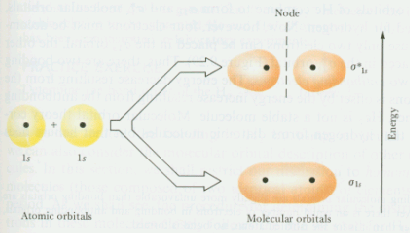 Node
σ*1s
+
1s
1s
Energy
σ1s
Atomic orbitals
Molecular orbitals